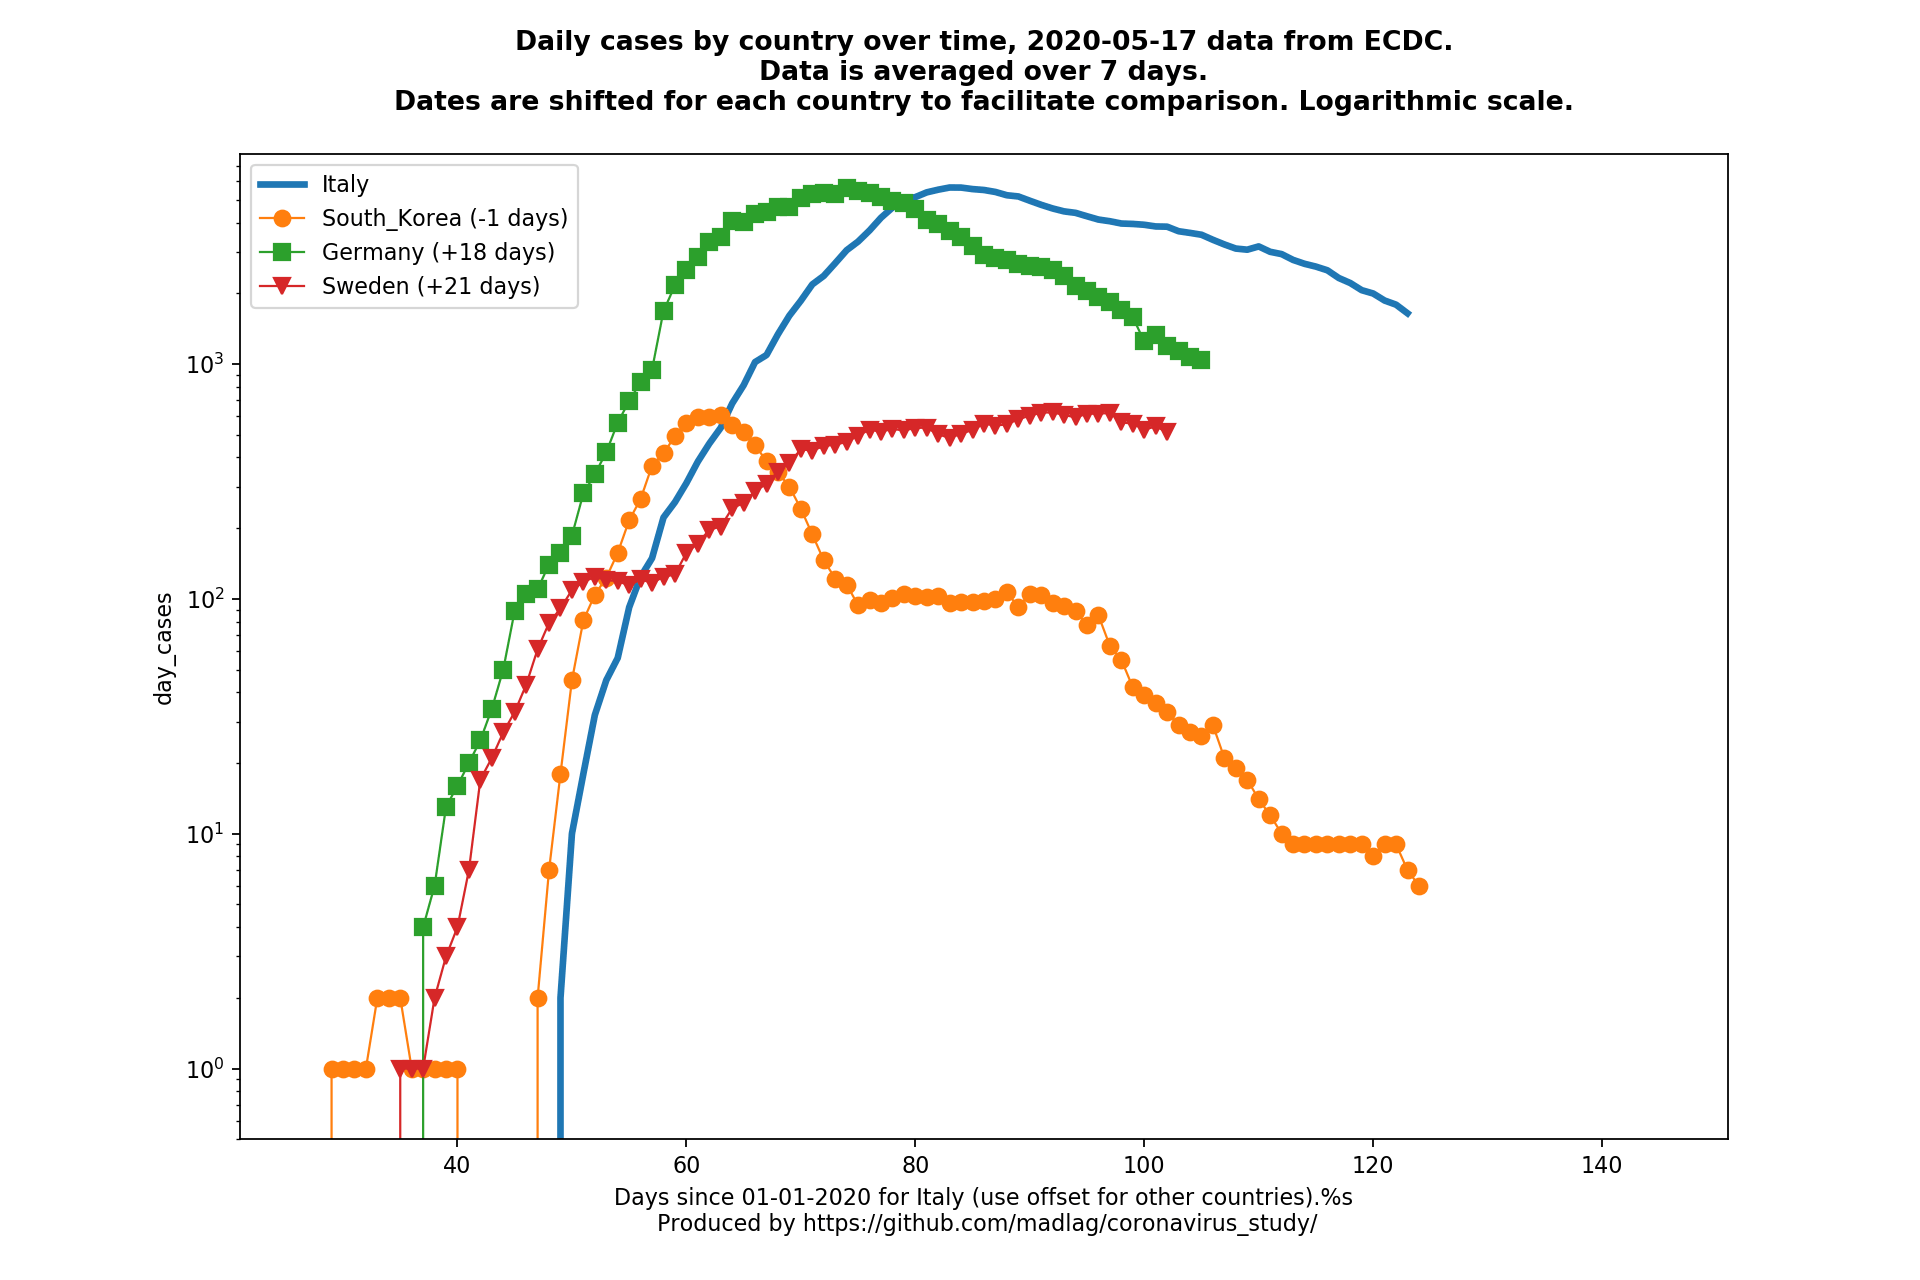 Daily cases by country over time, 2020-05-17 data from ECDC.
Data is averaged over 7 days.
Dates are shifted for each country to facilitate comparison. Logarithmic scale.
Italy
South_Korea (-1 days)
Germany (+18 days)
Sweden (+21 days)
day_cases
10³
10²
10¹
10⁰
40 60 80 100 120 140
Days since 01-01-2020 for Italy (use offset for other countries).%s
Produced by https://github.com/madlag/coronavirus_study/